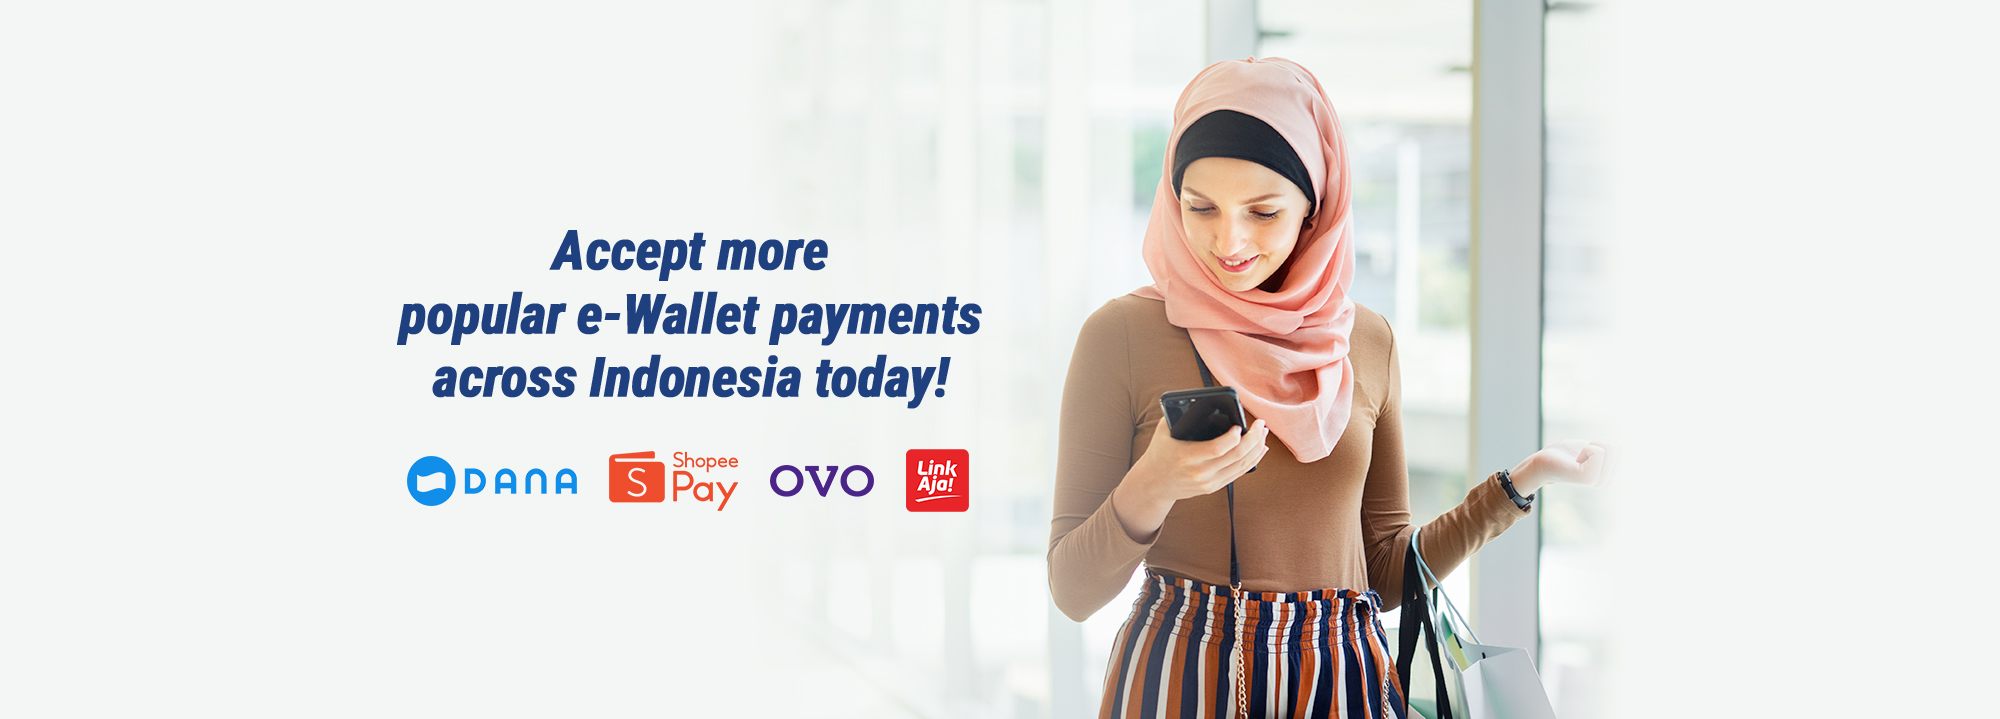 Accept more
popular e-Wallet payments
across Indonesia today!
DANA
S
Shopee
Pay
OVO
Link
Aja!